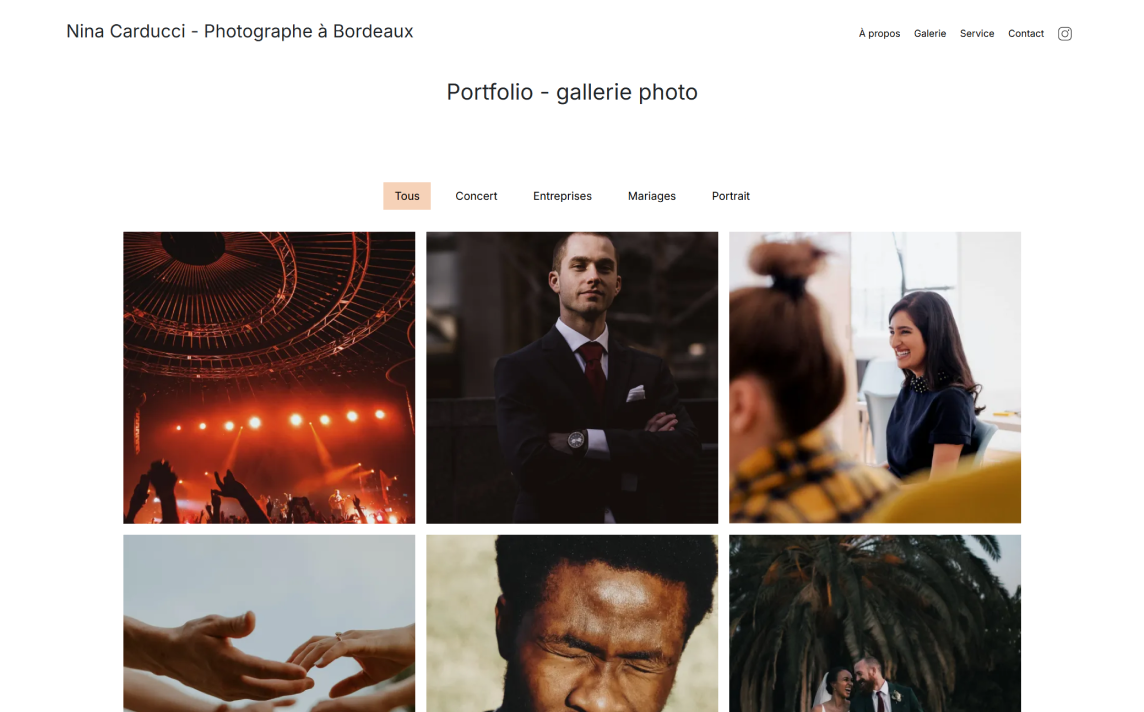 Nina Carducci - Photographe à Bordeaux
À propos Galerie Service Contact
Portfolio - gallerie photo
Tous Concert Entreprises Mariages Portrait